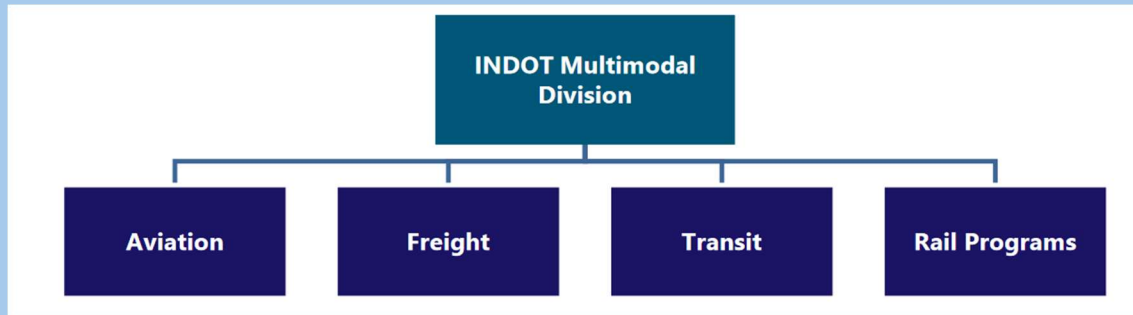 INDOT Multimodal
Division
Aviation
Freight
Transit
Rail Programs